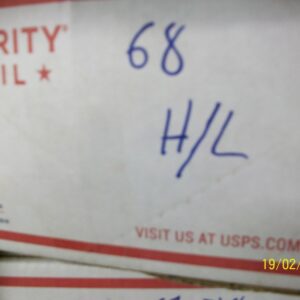 RITY
68
IL ★
H/L
VISIT US AT USPS.COM
19/02/